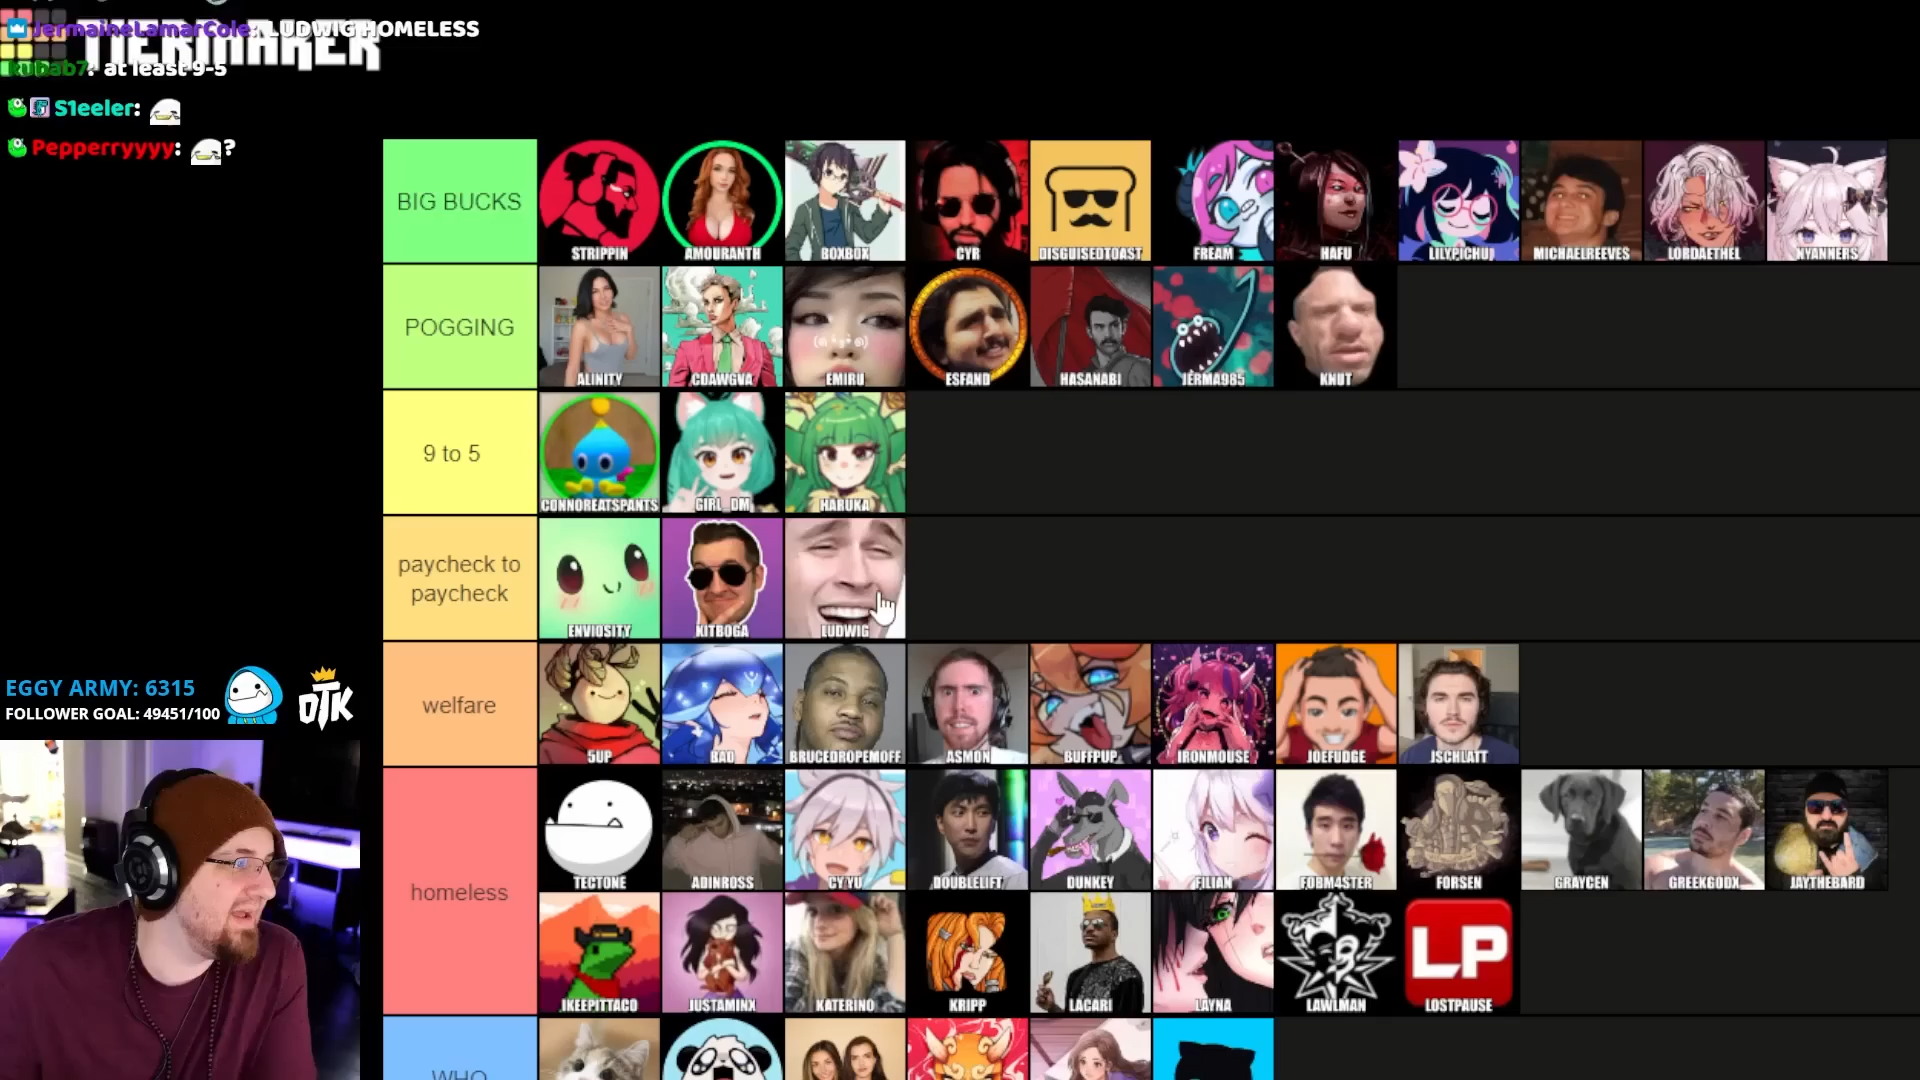 JermaineLamarCole: LUDWIG HOMELESS
TIERMAKER
kubab7: at least 9-5
S1eeler:
Pepperryyyy: ?
BIG BUCKS
STRIPPIN
AMOURANTH
BOXBOX
CYR
DISGUISEDTOAST
FREAM
HAFU
LILYPICHU
MICHAELREEVES
LORDAETHEL
NYANNERS
POGGING
ALINITY
CDAWGVA
EMIRU
ESFAND
HASANABI
JERMA985
KNUT
9 to 5
CONNOREATSPANTS
GIRL_DM
HARUKA
paycheck to
paycheck
ENVIOSITY
KITBOGA
LUDWIG
EGGY ARMY: 6315
FOLLOWER GOAL: 49451/100
OTK
welfare
5UP
BAO
BRUCEDROPEMOFF
ASMON
BUFFPUP
IRONMOUSE
JOEFUDGE
JSCHLATT
homeless
TECTONE
ADINROSS
CYYU
DOUBLELIFT
DUNKEY
FILIAN
FOBM4STER
FORSEN
GRAYCEN
GREEKGODX
JAYTHEBARD
JKEEPITTACO
JUSTAMINX
KATERINO
KRIPP
LACARI
LAYNA
LAWLMAN
LP
LOSTPAUSE
WHO